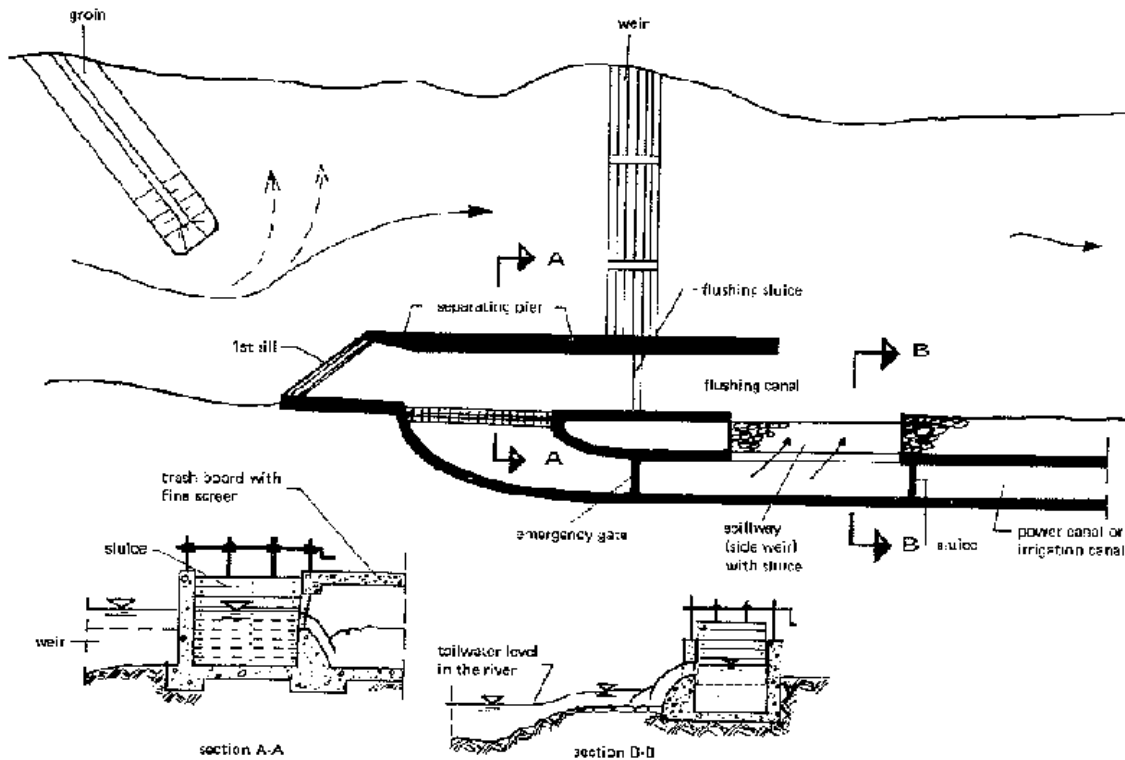 groin
weir
A
flushing sluice
separating pier
1st sill
B
flushing canal
A
trash board with
fine screen
emergency gate
spillway
(side weir)
with sluice
B
sluice
power canal or
irrigation canal
sluice
weir
tailwater level
in the river
section A-A
section B-B